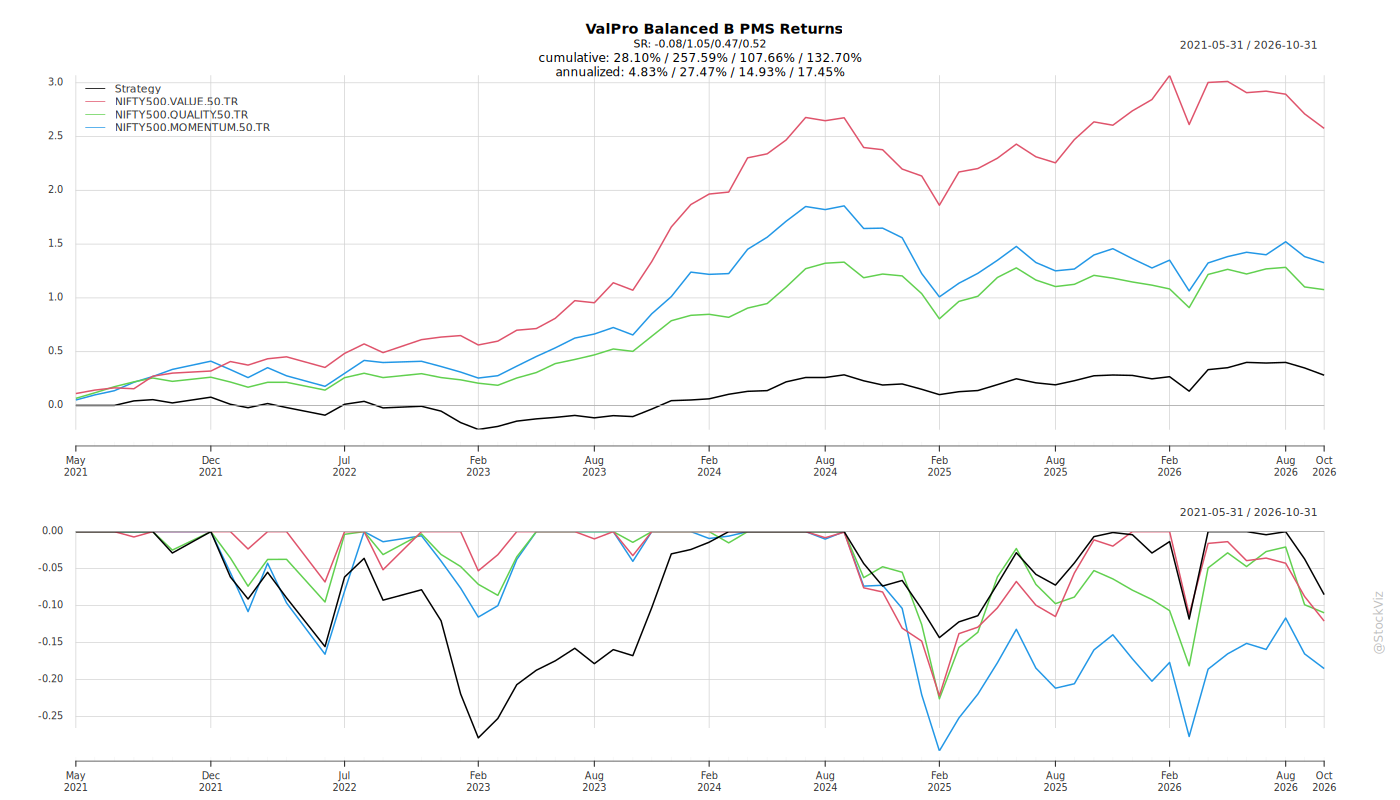 ValPro Balanced B PMS Returns
SR: -0.08/1.05/0.47/0.52
2021-05-31 / 2026-10-31
cumulative: 28.10% / 257.59% / 107.66% / 132.70%
annualized: 4.83% / 27.47% / 14.93% / 17.45%
Strategy
NIFTY500.VALUE.50.TR
NIFTY500.QUALITY.50.TR
NIFTY500.MOMENTUM.50.TR
3.0
2.5
2.0
1.5
1.0
0.5
0.0
May Dec Jul Feb Aug Feb Aug Feb Aug Feb Aug Oct
2021 2021 2022 2023 2023 2024 2024 2025 2025 2026 2026 2026
2021-05-31 / 2026-10-31
0.00
-0.05
-0.10
-0.15
-0.20
-0.25
May Dec Jul Feb Aug Feb Aug Feb Aug Feb Aug Oct
2021 2021 2022 2023 2023 2024 2024 2025 2025 2026 2026 2026
@StockViz